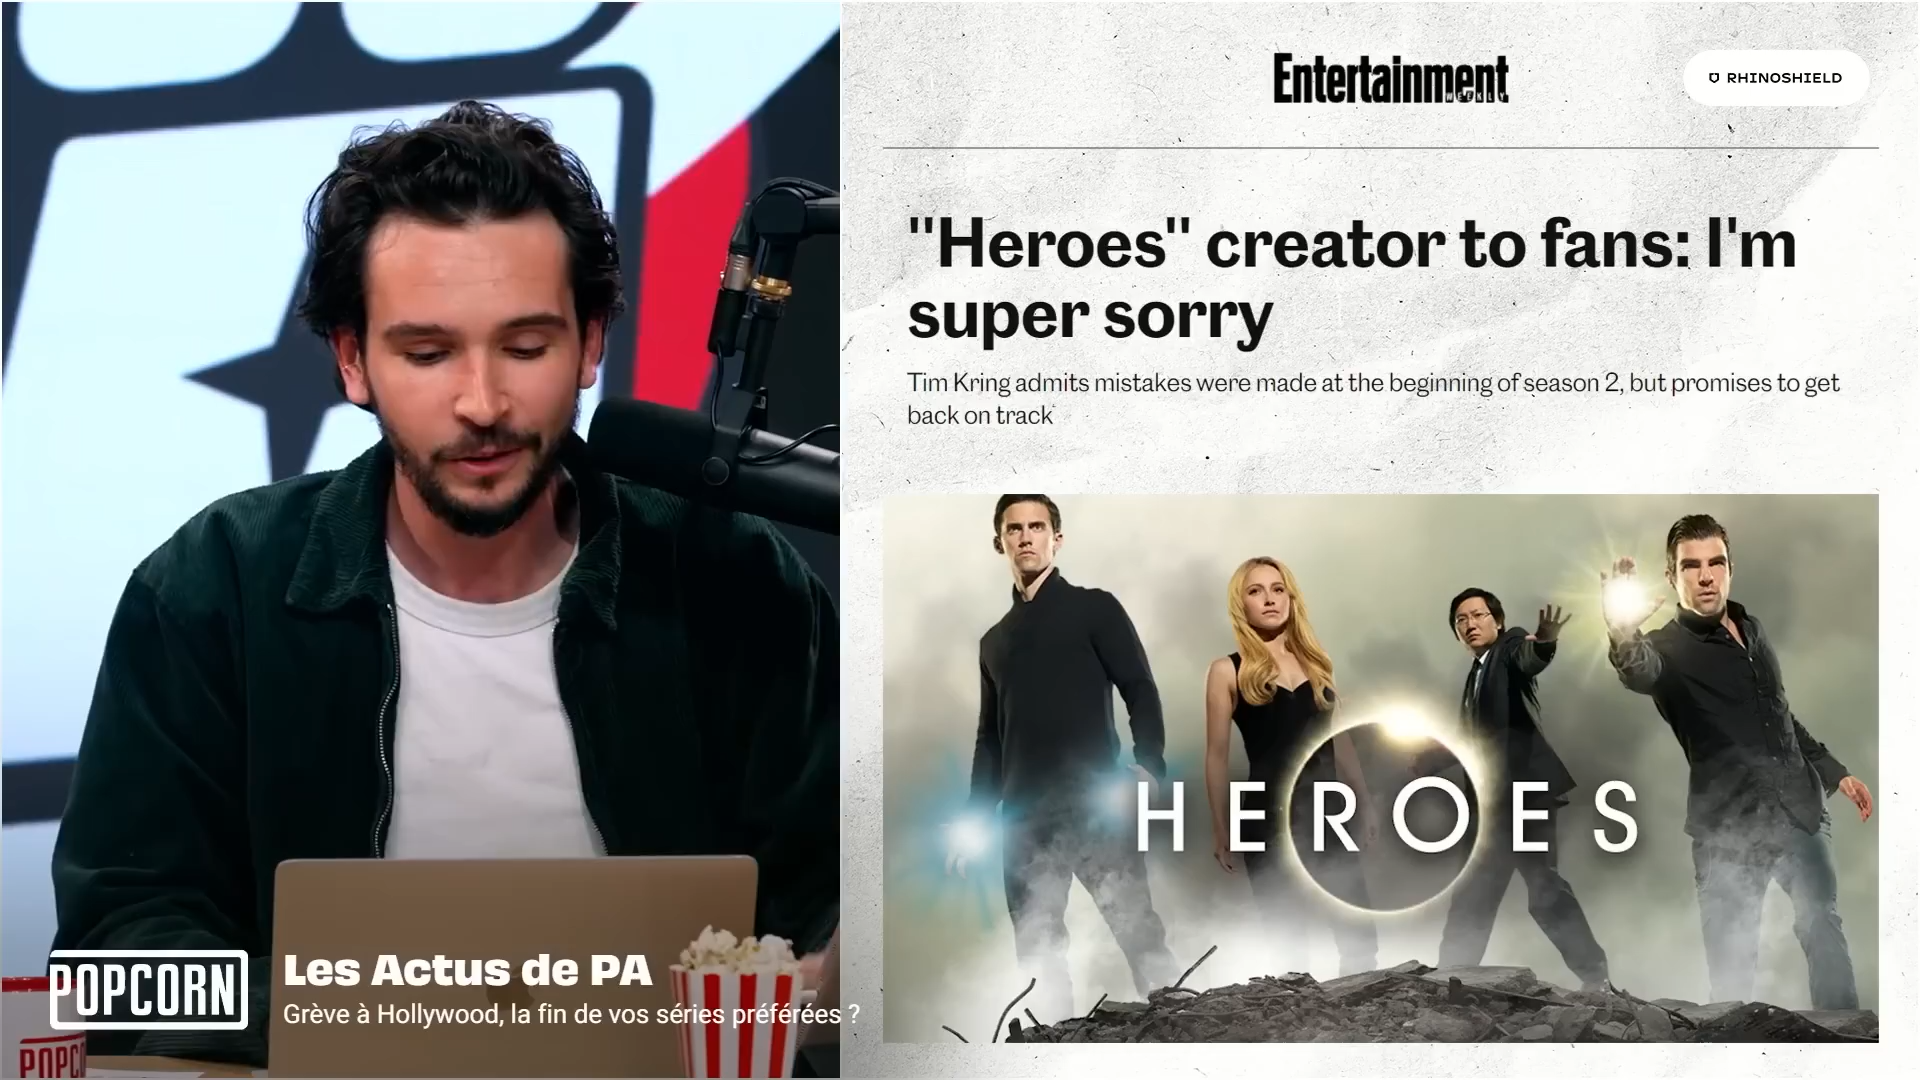 Entertainment
WEEKLY
RHINOSHIELD
"Heroes" creator to fans: I'm
super sorry
Tim Kring admits mistakes were made at the beginning of season 2, but promises to get
back on track
HEROES
POPCORN
Les Actus de PA
Grève à Hollywood, la fin de vos séries préférées ?
POPC